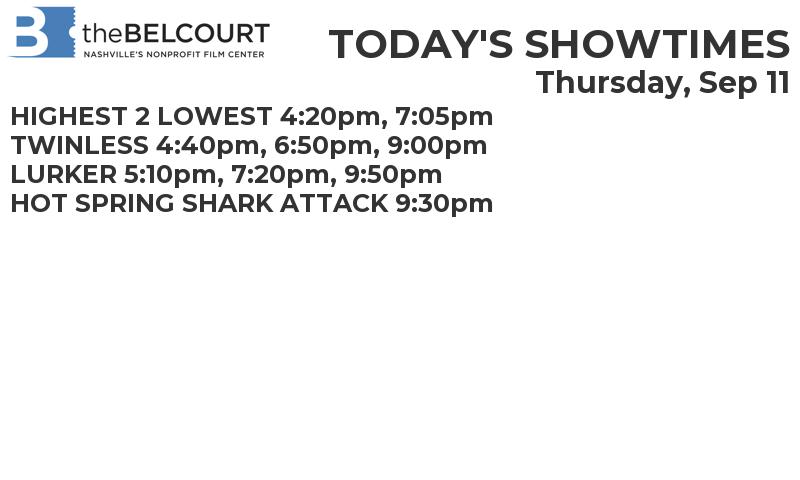 B theBELCOURT
NASHVILLE'S NONPROFIT FILM CENTER
TODAY'S SHOWTIMES
Thursday, Sep 11
HIGHEST 2 LOWEST 4:20pm, 7:05pm
TWINLESS 4:40pm, 6:50pm, 9:00pm
LURKER 5:10pm, 7:20pm, 9:50pm
HOT SPRING SHARK ATTACK 9:30pm